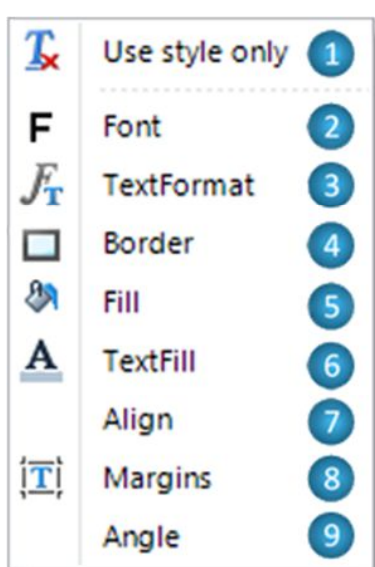 Use style only 1
F Font 2
TextFormat 3
Border 4
Fill 5
A TextFill 6
Align 7
T Margins 8
Angle 9